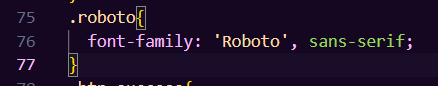 75 .roboto{
76 font-family: 'Roboto', sans-serif;
77 }